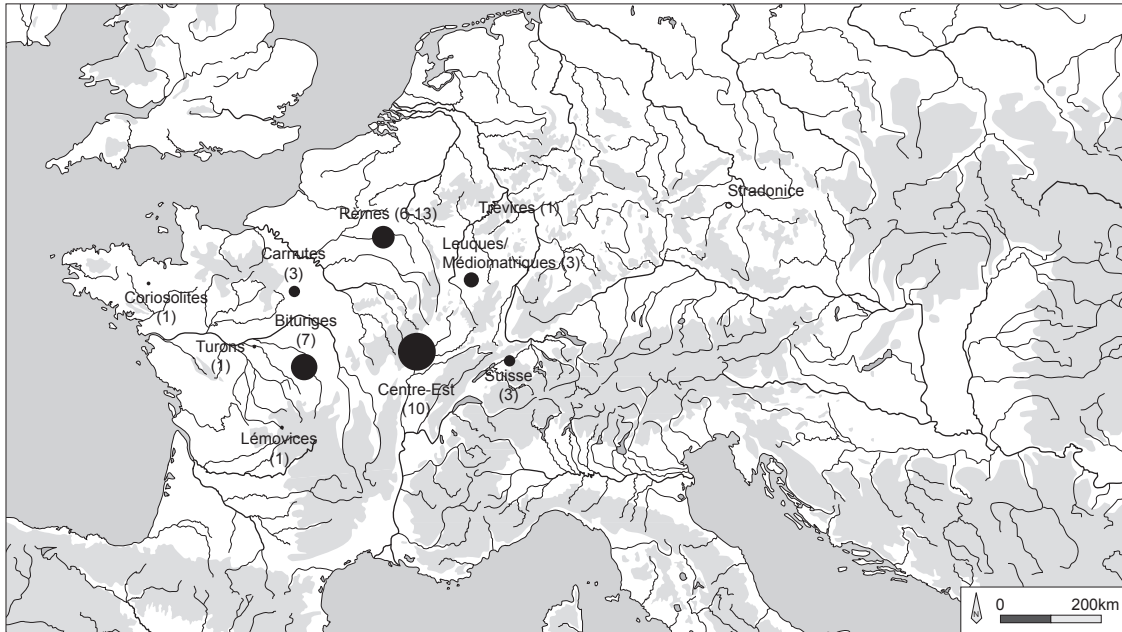 Stradonice
Trévires (1)
Rèmes (6-13)
Leuques/
Médiomatriques (3)
Carnutes
(3)
Coriosolites
(1)
Bituriges
(7)
Turons
(1)
Centre-Est
(10)
Suisse
(3)
Lémovices
(1)
N
0 200km